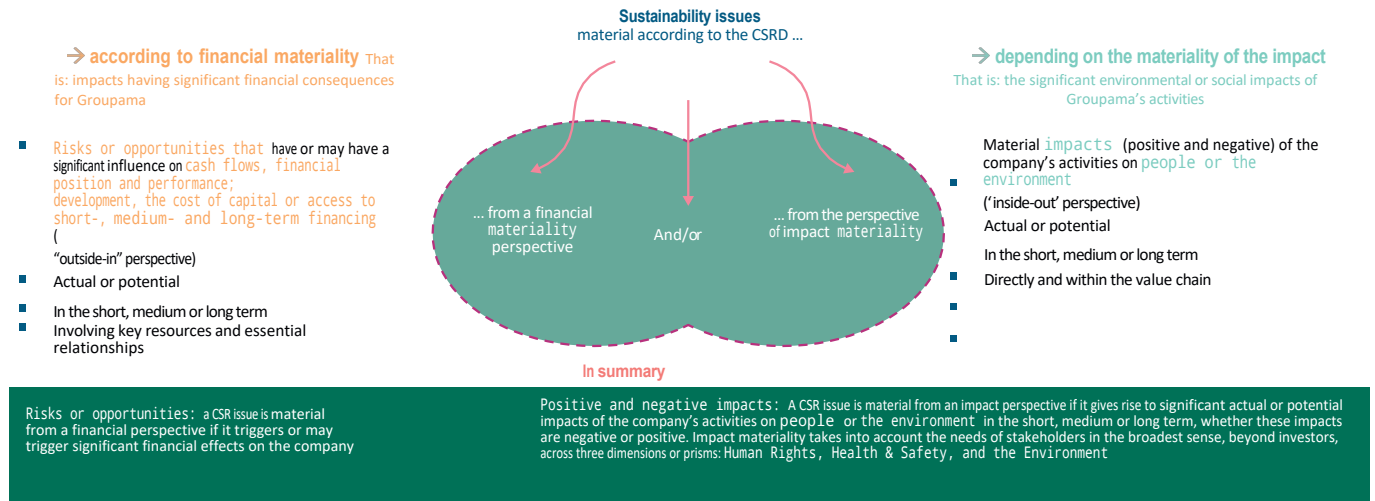 Sustainability issues
material according to the CSRD ...
→ according to financial materiality That
is: impacts having significant financial consequences
for Groupama
Risks or opportunities that have or may have a
significant influence on cash flows, financial
position and performance;
development, the cost of capital or access to
short-, medium- and long-term financing
(
“outside-in” perspective)
Actual or potential
In the short, medium or long term
Involving key resources and essential
relationships
... from a financial
materiality
perspective
And/or
... from the perspective
of impact materiality
→ depending on the materiality of the impact
That is: the significant environmental or social impacts of
Groupama’s activities
Material impacts (positive and negative) of the
company’s activities on people or the
environment
(‘inside-out’ perspective)
Actual or potential
In the short, medium or long term
Directly and within the value chain
In summary
Risks or opportunities: a CSR issue is material
from a financial perspective if it triggers or may
trigger significant financial effects on the company
Positive and negative impacts: A CSR issue is material from an impact perspective if it gives rise to significant actual or potential
impacts of the company’s activities on people or the environment in the short, medium or long term, whether these impacts
are negative or positive. Impact materiality takes into account the needs of stakeholders in the broadest sense, beyond investors,
across three dimensions or prisms: Human Rights, Health & Safety, and the Environment